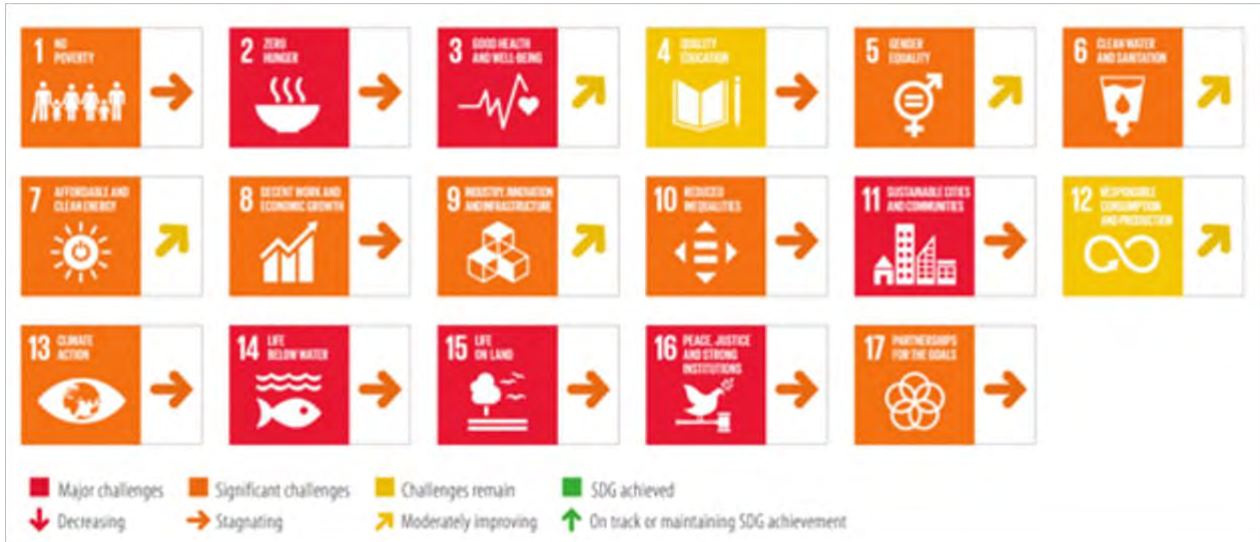 1 NO
POVERTY
2 ZERO
HUNGER
3 GOOD HEALTH
AND WELL-BEING
4 QUALITY
EDUCATION
5 GENDER
EQUALITY
6 CLEAN WATER
AND SANITATION
7 AFFORDABLE AND
CLEAN ENERGY
8 DECENT WORK AND
ECONOMIC GROWTH
9 INDUSTRY, INNOVATION
AND INFRASTRUCTURE
10 REDUCED
INEQUALITIES
11 SUSTAINABLE CITIES
AND COMMUNITIES
12 RESPONSIBLE
CONSUMPTION
AND PRODUCTION
13 CLIMATE
ACTION
14 LIFE
BELOW WATER
15 LIFE
ON LAND
16 PEACE, JUSTICE
AND STRONG
INSTITUTIONS
17 PARTNERSHIPS
FOR THE GOALS
Major challenges
Significant challenges
Challenges remain
SDG achieved
Decreasing
Stagnating
Moderately improving
On track or maintaining SDG achievement